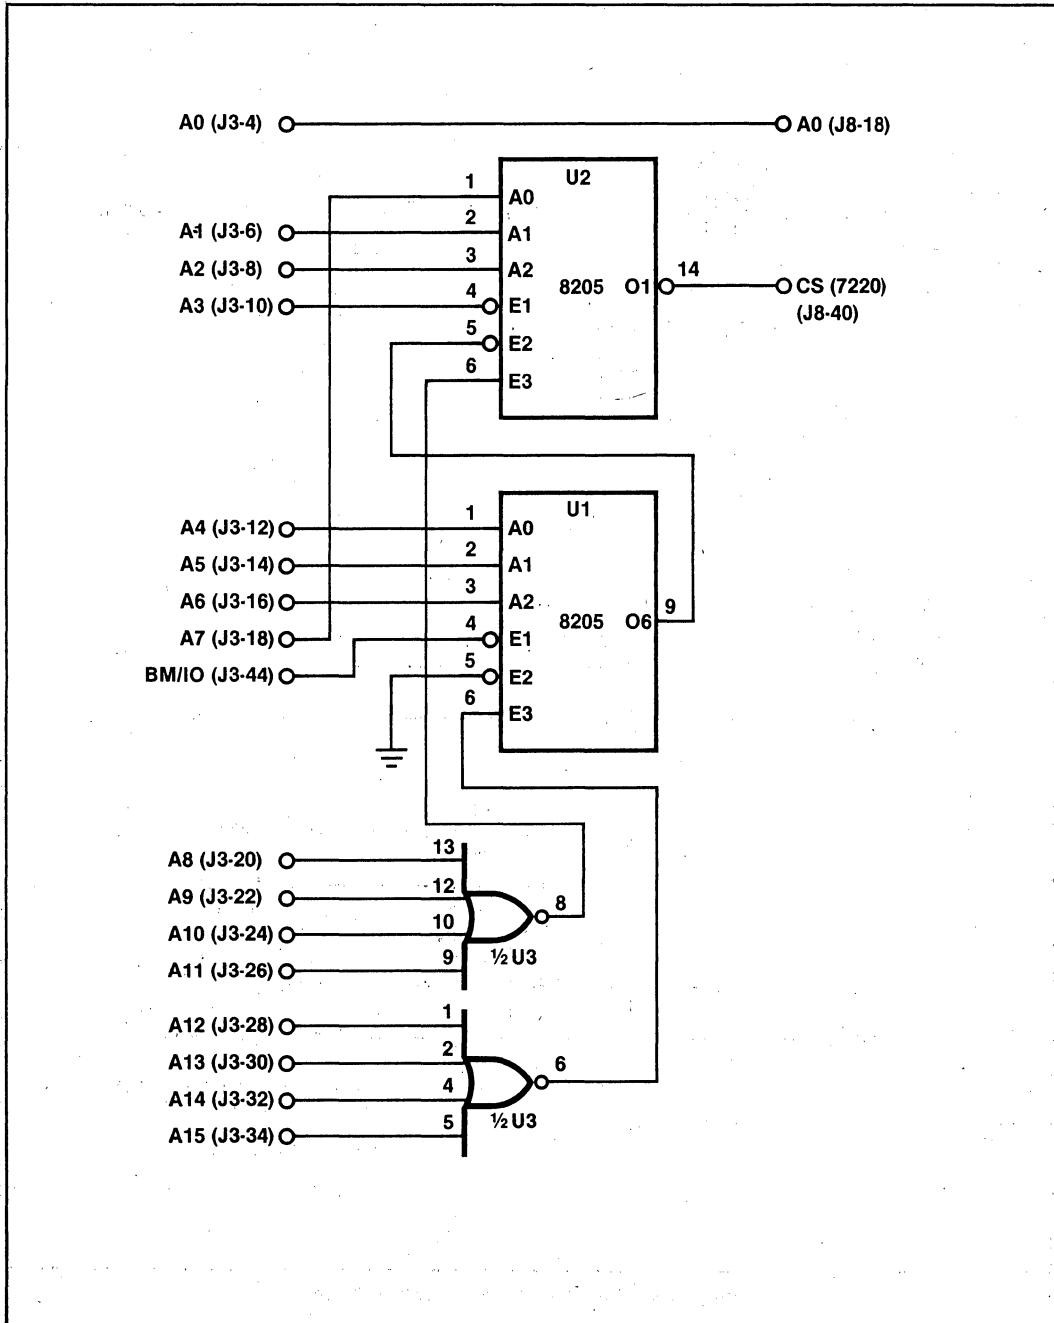 A0 (J3-4) A0 (J8-18)
U2
1 A0
A1 (J3-6) 2 A1
A2 (J3-8) 3 A2
A3 (J3-10) 4 E1 8205 O1 14 CS (7220)
(J8-40)
5 E2
6 E3
U1
A4 (J3-12) 1 A0
A5 (J3-14) 2 A1
A6 (J3-16) 3 A2
8205 O6 9
A7 (J3-18) 4 E1
BM/IO (J3-44) 5 E2
6 E3
A8 (J3-20) 13
A9 (J3-22) 12
8
A10 (J3-24) 10
½ U3
A11 (J3-26) 9
A12 (J3-28) 1
A13 (J3-30) 2
6
A14 (J3-32) 4
½ U3
A15 (J3-34) 5